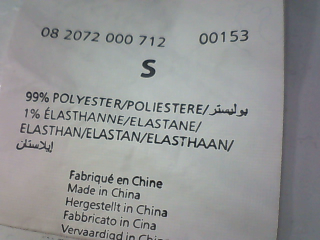 08 2072 000 712 00153
S
99% POLYESTER/POLIESTERE/بوليستر
1% ÉLASTHANNE/ELASTANE/
ELASTHAN/ELASTAN/ELASTHAAN/
إيلاستان
Fabriqué en Chine
Made in China
Hergestellt in China
Fabbricato in Cina
Vervaardigd in China